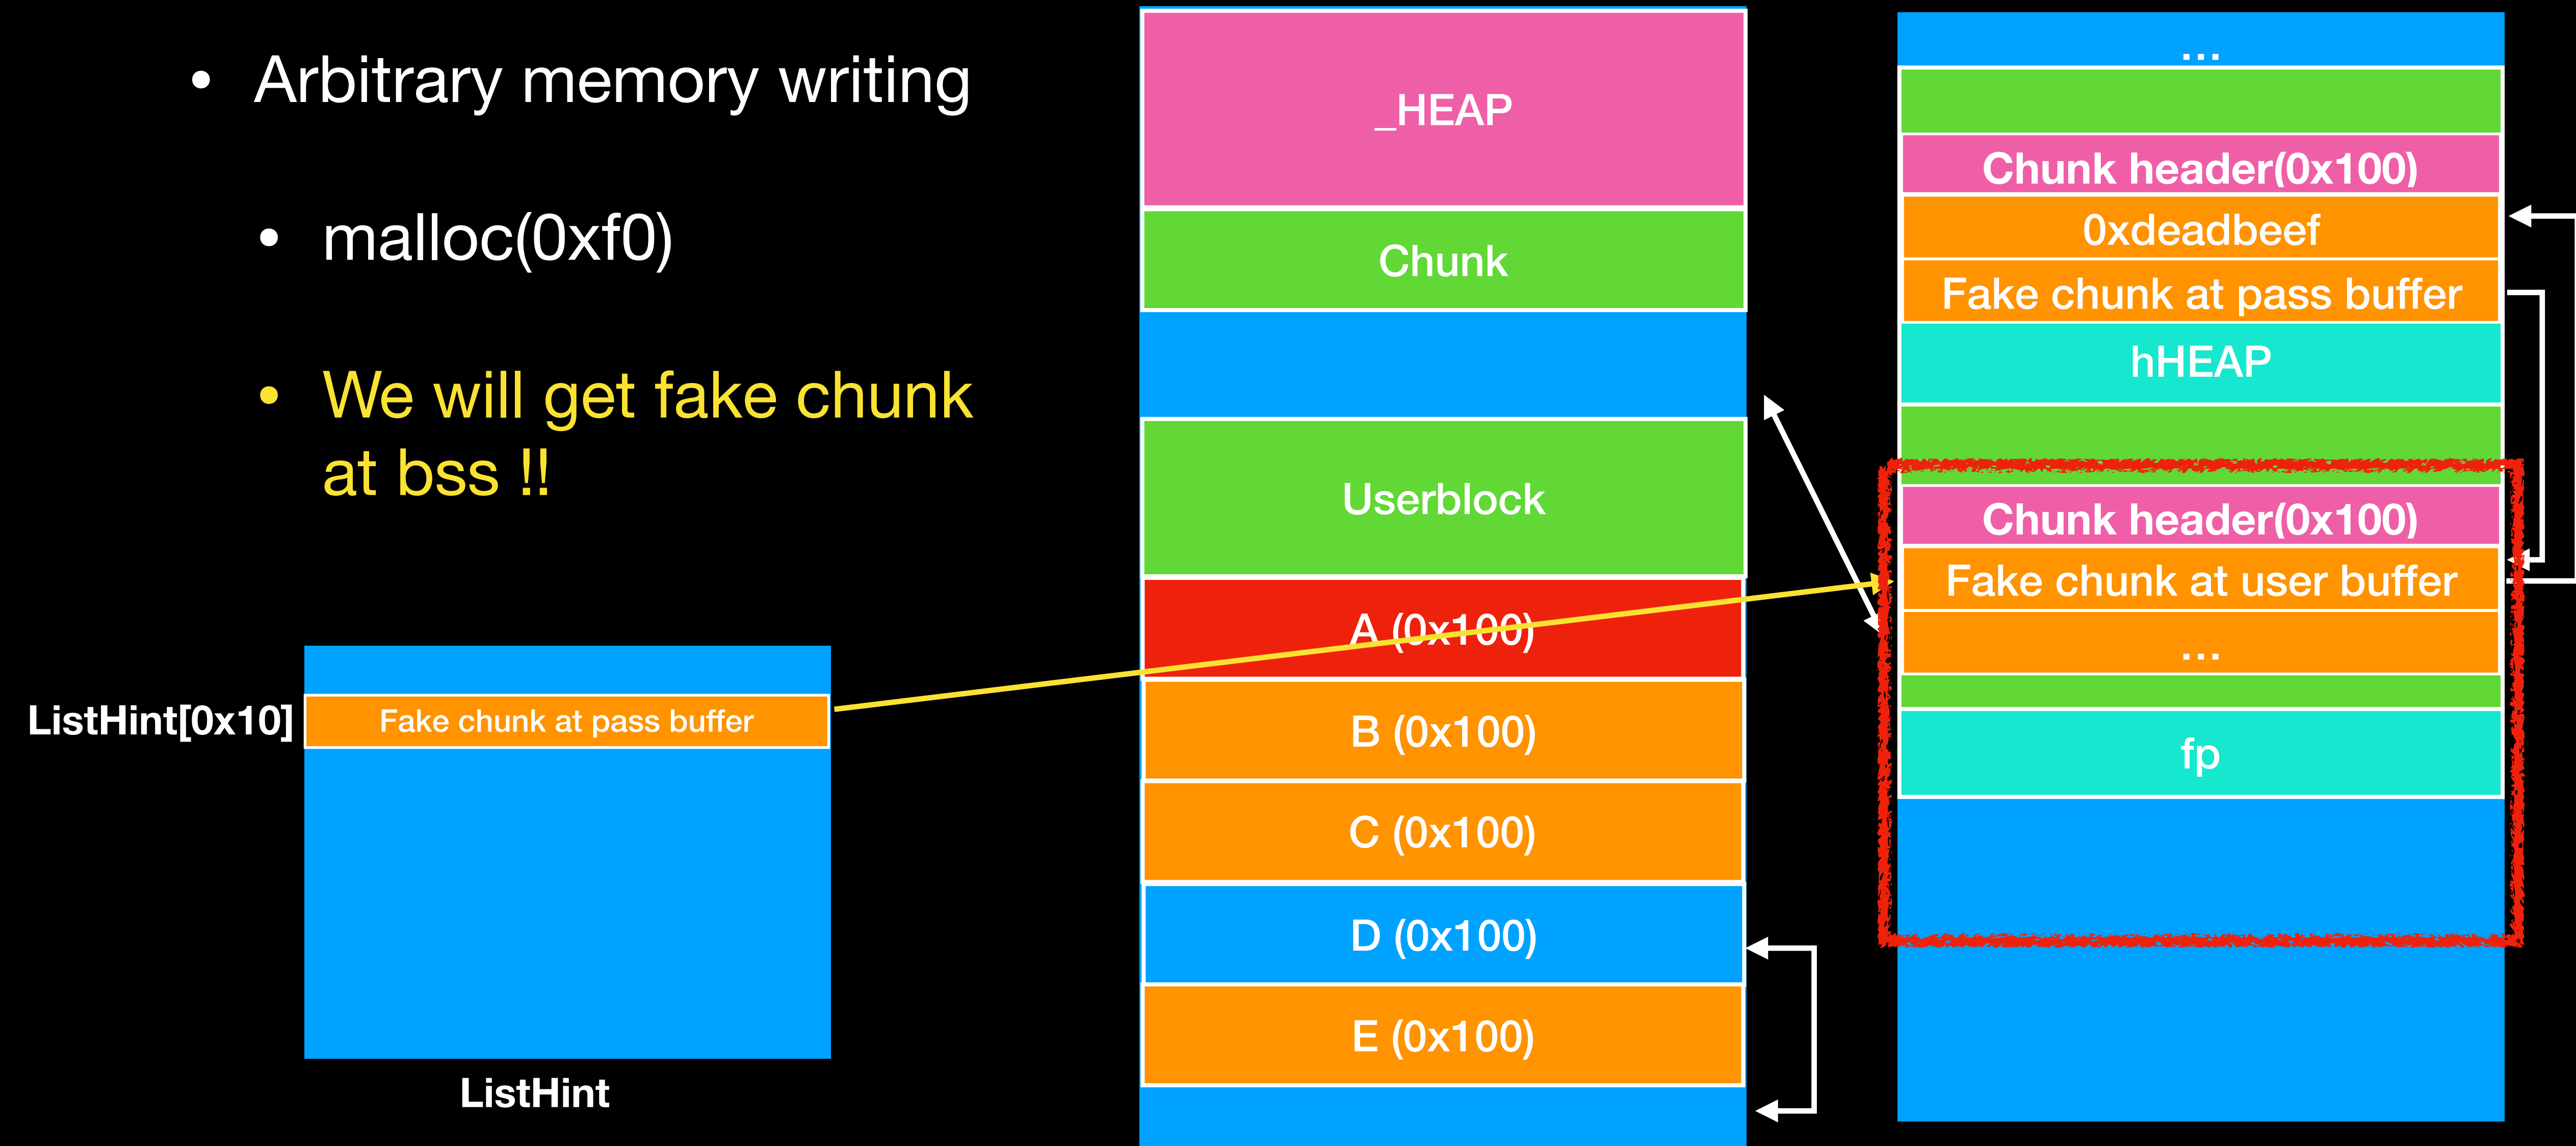 • Arbitrary memory writing
• malloc(0xf0)
• We will get fake chunk
at bss !!
ListHint[0x10]
Fake chunk at pass buffer
ListHint
_HEAP
Chunk
Userblock
A (0x100)
B (0x100)
C (0x100)
D (0x100)
E (0x100)
...
Chunk header(0x100)
0xdeadbeef
Fake chunk at pass buffer
hHEAP
Chunk header(0x100)
Fake chunk at user buffer
...
fp